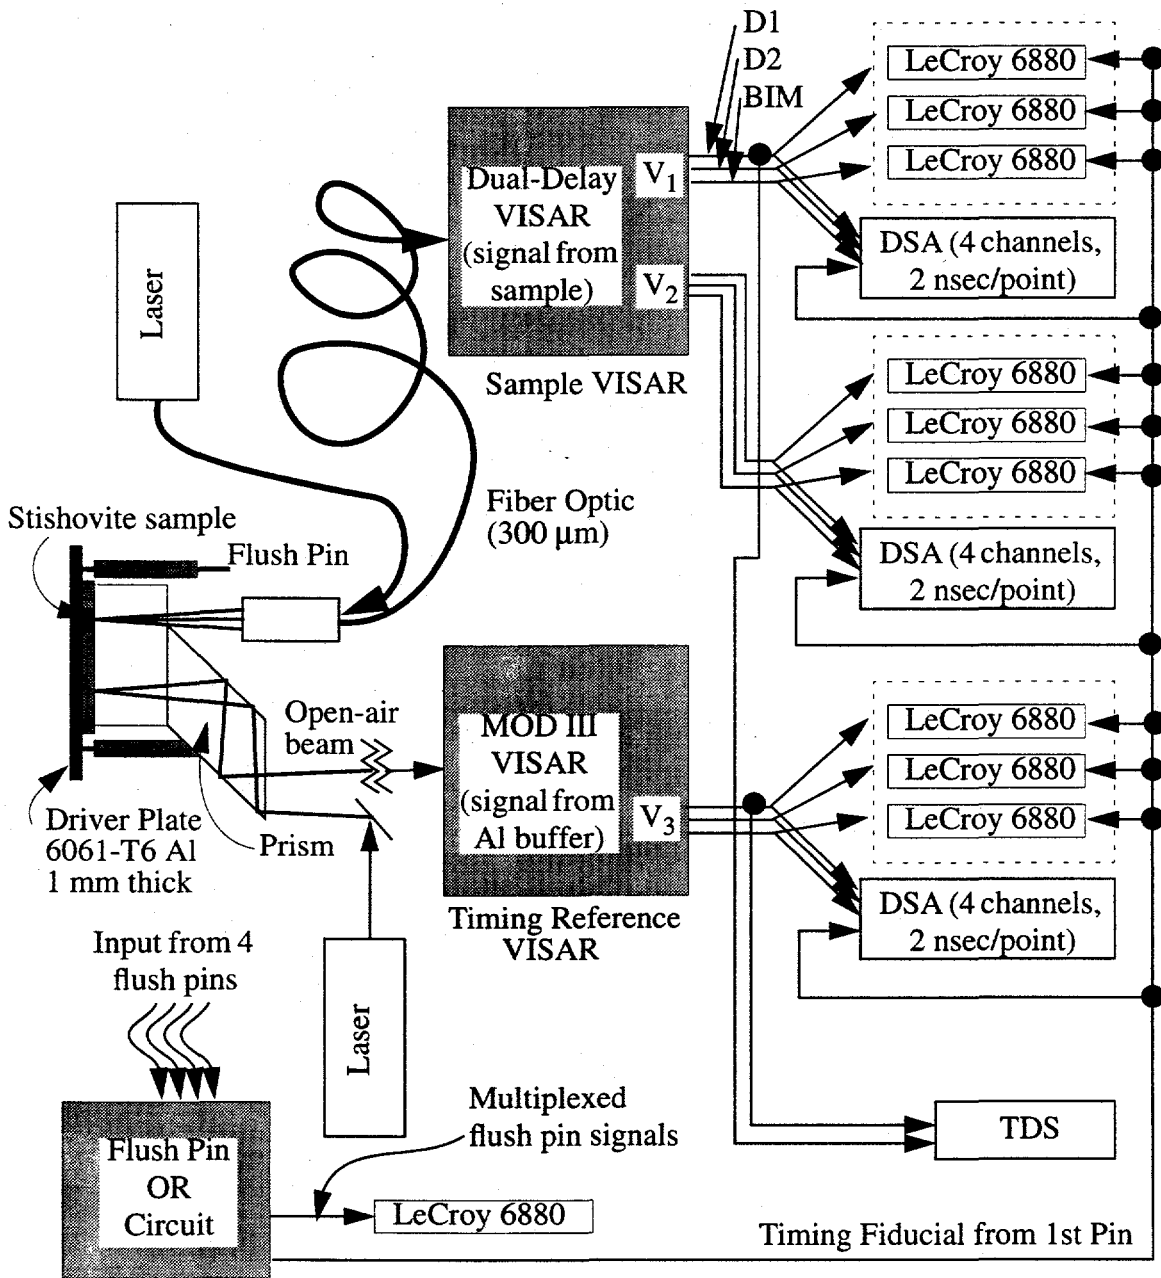 D1
D2
BIM
LeCroy 6880
LeCroy 6880
LeCroy 6880
Dual-Delay
VISAR
(signal from
sample)
V1
V2
DSA (4 channels,
2 nsec/point)
Laser
Sample VISAR
LeCroy 6880
LeCroy 6880
LeCroy 6880
Fiber Optic
(300 μm)
Stishovite sample
Flush Pin
DSA (4 channels,
2 nsec/point)
Open-air
beam
MOD III
VISAR
(signal from
Al buffer)
V3
LeCroy 6880
LeCroy 6880
LeCroy 6880
Driver Plate
6061-T6 Al
1 mm thick
Prism
DSA (4 channels,
2 nsec/point)
Timing Reference
VISAR
Input from 4
flush pins
Laser
Multiplexed
flush pin signals
TDS
Flush Pin
OR
Circuit
LeCroy 6880
Timing Fiducial from 1st Pin